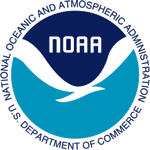 NATIONAL OCEANIC AND ATMOSPHERIC ADMINISTRATION
NOAA
U.S. DEPARTMENT OF COMMERCE